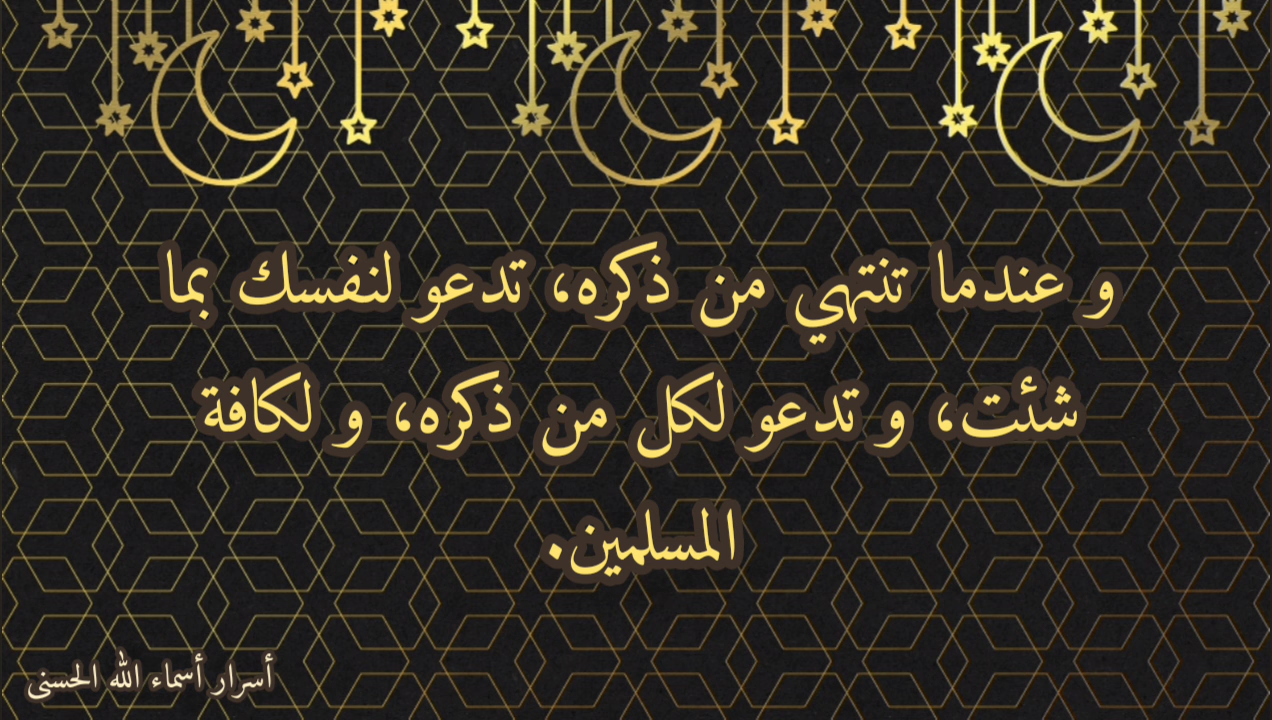 و عندما تنتهي من ذكره، تدعو لنفسك بما
شئت، و تدعو لكل من ذكره، و لكافة
المسلمين.
أسرار أسماء الله الحسنى